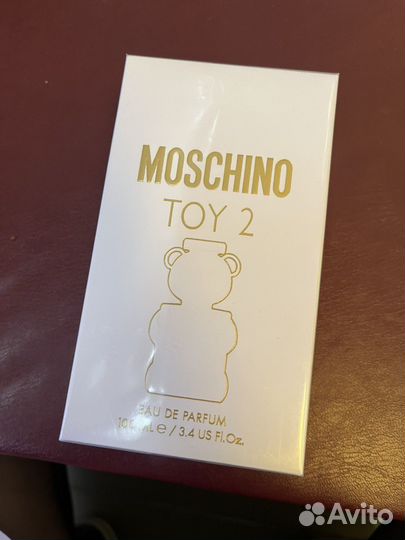 MOSCHINO
TOY 2
EAU DE PARFUM
100 ML e / 3.4 US Fl.Oz.
Avito